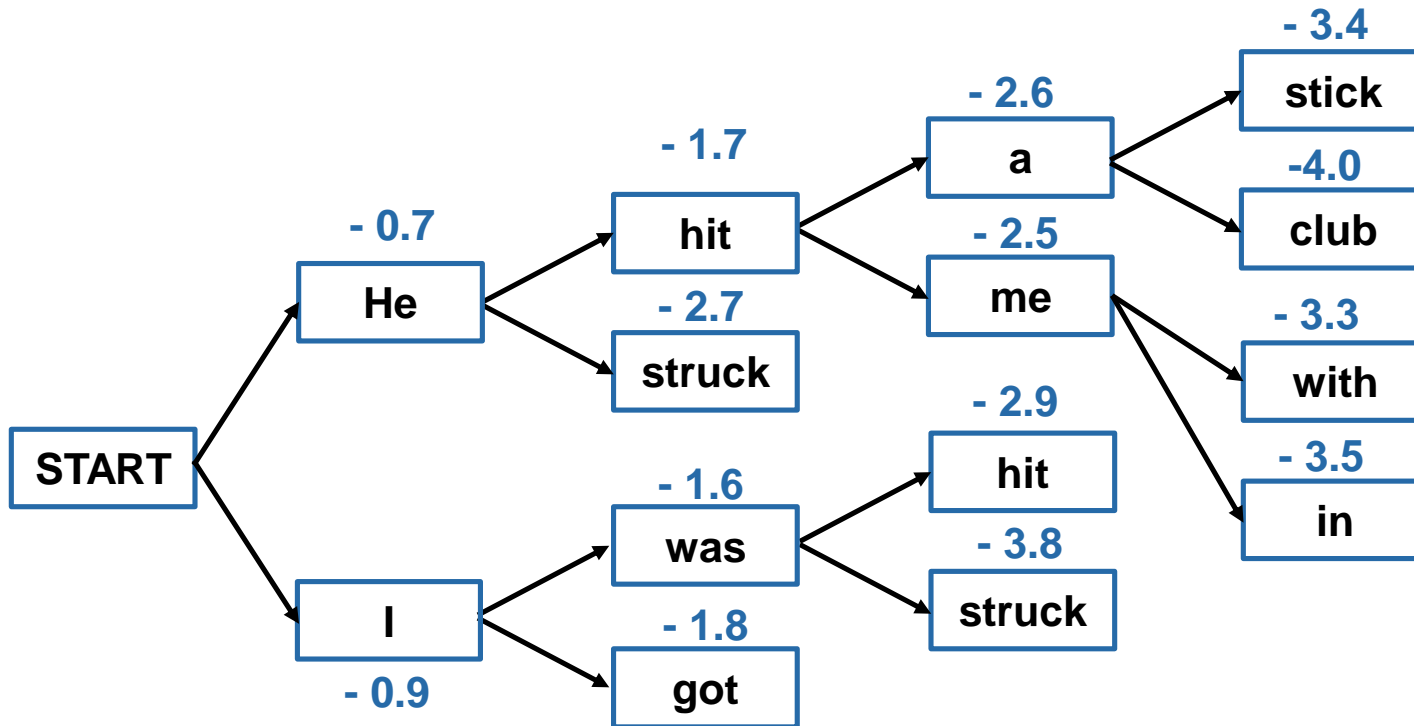 - 3.4
stick
- 2.6
a
- 1.7
-4.0
club
- 0.7
hit
- 2.5
me
He
- 2.7
struck
- 3.3
with
- 2.9
hit
START
- 1.6
was
- 3.5
in
- 3.8
struck
I
- 0.9
- 1.8
got